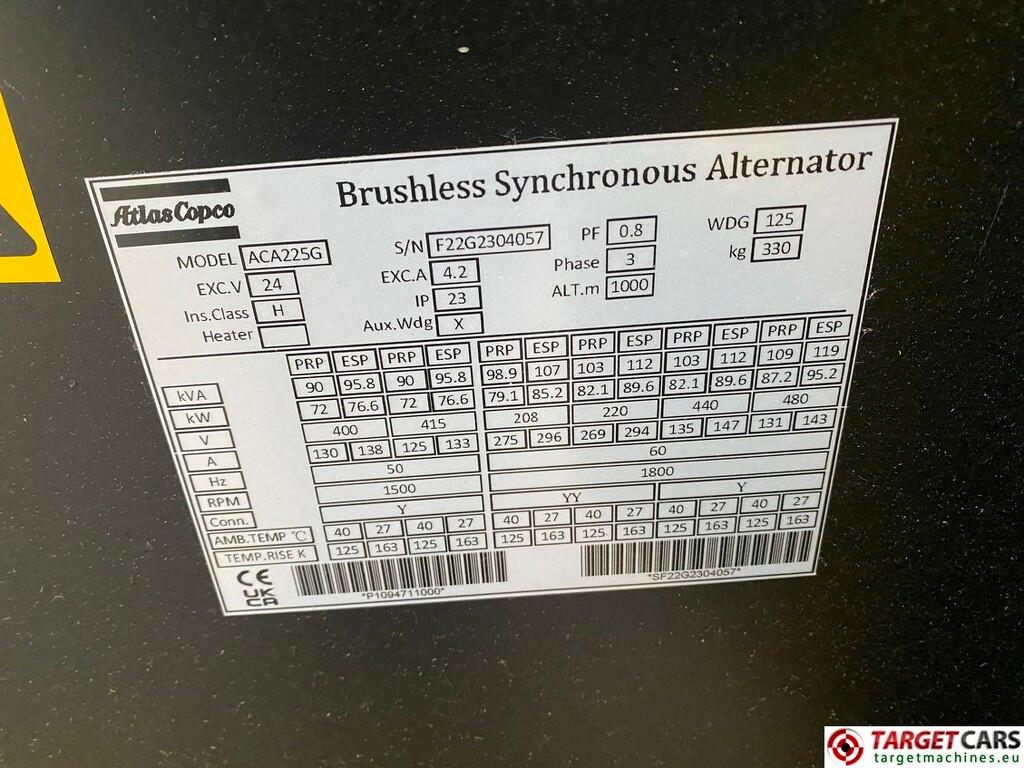 Atlas Copco Brushless Synchronous Alternator
MODEL ACA225G S/N F22G2304057 PF 0.8 WDG 125
EXC.V 24 EXC.A 4.2 Phase 3 kg 330
Ins.Class H IP 23 ALT.m 1000
Heater Aux.Wdg X
PRP ESP PRP ESP PRP ESP PRP ESP PRP ESP PRP ESP
kVA 90 95.8 90 95.8 98.9 107 103 112 103 112 109 119
kW 72 76.6 72 76.6 79.1 85.2 82.1 89.6 82.1 89.6 87.2 95.2
V 400 415 208 220 440 480
A 130 138 125 133 275 296 269 294 135 147 131 143
Hz 50 60
RPM 1500 1800
Conn. Y YY Y
AMB.TEMP ℃ 40 27 40 27 40 27 40 27 40 27 40 27
TEMP.RISE K 125 163 125 163 125 163 125 163 125 163 125 163
CE
UKCA
*P1094711000* *SF22G2304057*
TARGETCARS
targetmachines.eu